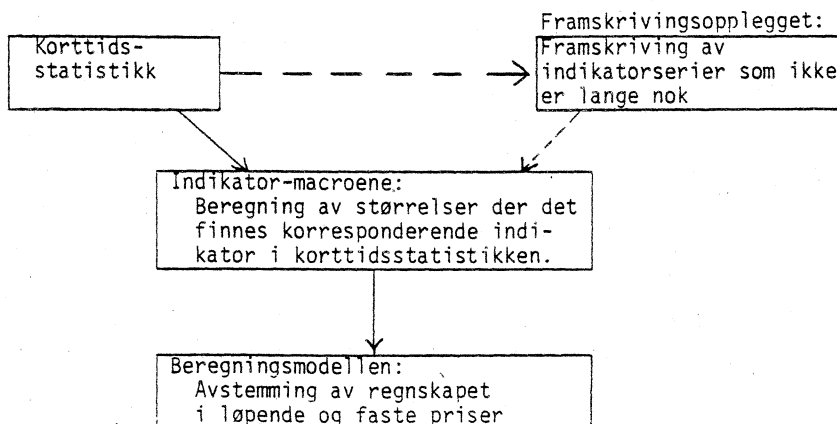 Framskrivingsopplegget:
Korttids-
statistikk
Framskriving av
indikatorserier som ikke
er lange nok
Indikator-macroene:
Beregning av størrelser der det
finnes korresponderende indi-
kator i korttidsstatistikken.
Beregningsmodellen:
Avstemming av regnskapet
i løpende og faste priser